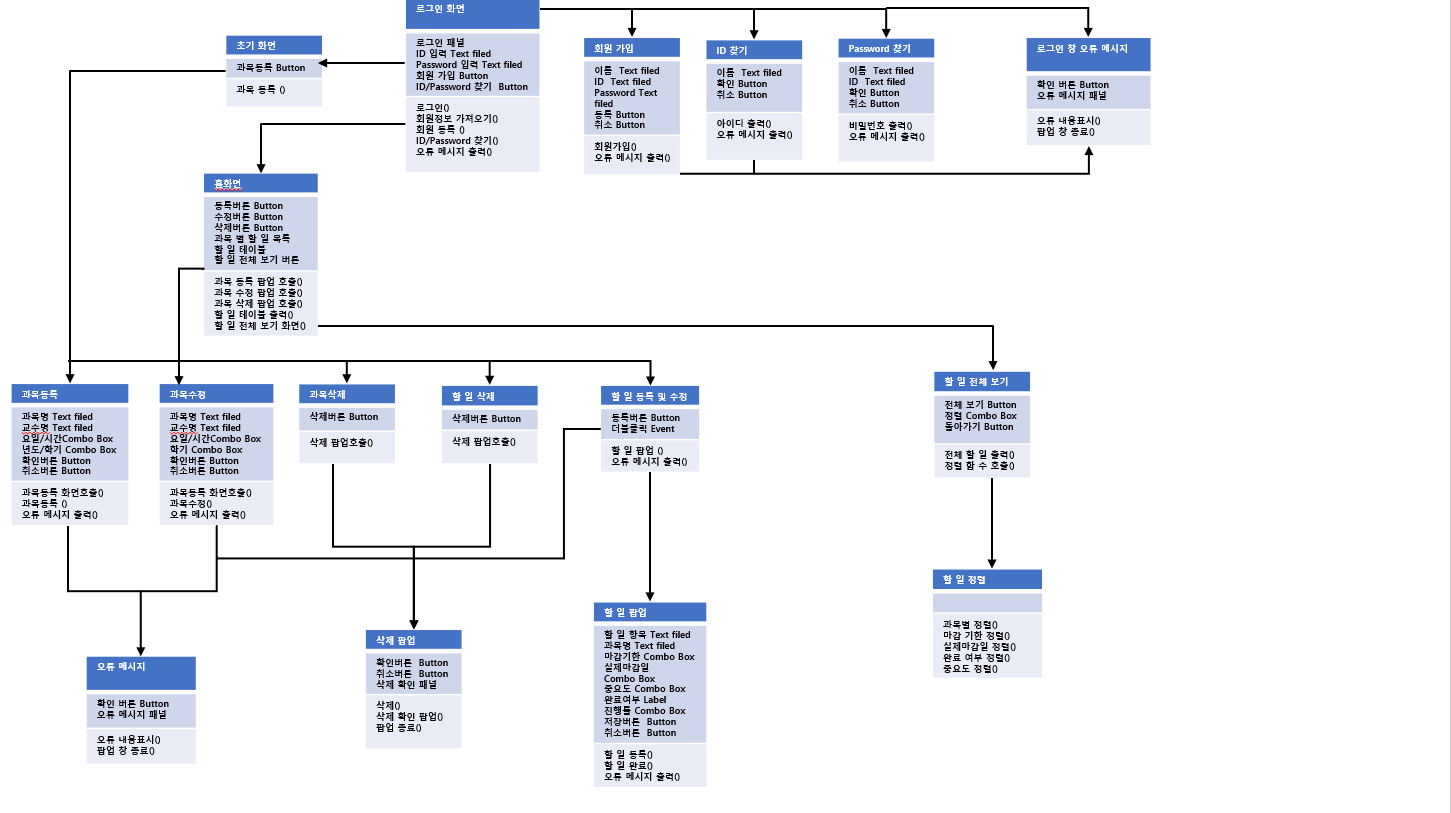 로그인 화면
로그인 패널
ID 입력 Text filed
Password 입력 Text filed
회원 가입 Button
ID/Password 찾기  Button
로그인()
회원정보 가져오기()
회원 등록 ()
ID/Password 찾기()
오류 메시지 출력()
초기 화면
과목등록 Button
과목 등록 ()
회원 가입
이름  Text filed
ID  Text filed
Password Text
filed
등록 Button
취소 Button
회원가입()
오류 메시지 출력()
ID 찾기
이름  Text filed
확인 Button
취소 Button
아이디 출력()
오류 메시지 출력()
Password 찾기
이름  Text filed
ID  Text filed
확인 Button
취소 Button
비밀번호 출력()
오류 메시지 출력()
로그인 창 오류 메시지
확인 버튼 Button
오류 메시지 패널
오류 내용표시()
팝업 창 종료()
홈화면
등록버튼 Button
수정버튼 Button
삭제버튼 Button
과목 별 할 일 목록
할 일 테이블
할 일 전체 보기 버튼
과목 등록 팝업 호출()
과목 수정 팝업 호출()
과목 삭제 팝업 호출()
할 일 테이블 출력()
할 일 전체 보기 화면()
과목등록
과목명 Text filed
교수명 Text filed
요일/시간Combo Box
년도/학기 Combo Box
확인버튼 Button
취소버튼 Button
과목등록 화면호출()
과목등록 ()
오류 메시지 출력()
과목수정
과목명 Text filed
교수명 Text filed
요일/시간Combo Box
학기 Combo Box
확인버튼 Button
취소버튼 Button
과목등록 화면호출()
과목수정()
오류 메시지 출력()
과목삭제
삭제버튼 Button
삭제 팝업호출()
할 일 삭제
삭제버튼 Button
삭제 팝업호출()
할 일 등록 및 수정
등록버튼 Button
더블클릭 Event
할 일 팝업 ()
오류 메시지 출력()
할 일 전체 보기
전체 보기 Button
정렬 Combo Box
돌아가기 Button
전체 할 일 출력()
정렬 함 수 호출()
오류 메시지
확인 버튼 Button
오류 메시지 패널
오류 내용표시()
팝업 창 종료()
삭제 팝업
확인버튼  Button
취소버튼  Button
삭제 확인 패널
삭제()
삭제 확인 팝업()
팝업 종료()
할 일 팝업
할 일 항목 Text filed
과목명 Text filed
마감기한 Combo Box
실제마감일
Combo Box
중요도 Combo Box
완료여부 Label
진행률 Combo Box
저장버튼  Button
취소버튼  Button
할 일 등록()
할 일 완료()
오류 메시지 출력()
할 일 정렬
과목별 정렬()
마감 기한 정렬()
실제마감일 정렬()
완료 여부 정렬()
중요도 정렬()